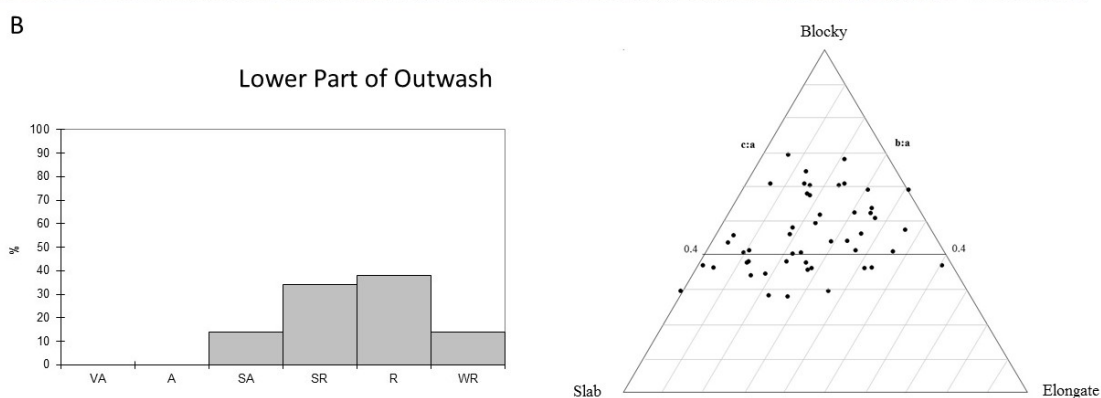 B
Lower Part of Outwash
%
100
90
80
70
60
50
40
30
20
10
0
VA A SA SR R WR
Blocky
c:a b:a
0.4 0.4
Slab Elongate